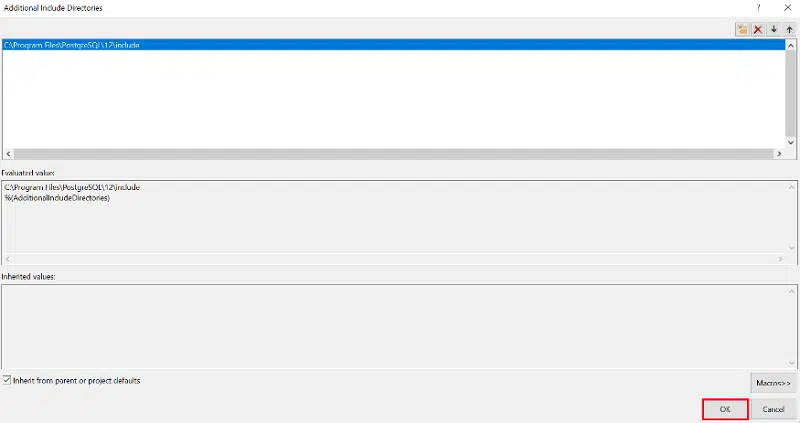 Additional Include Directories
C:\Program Files\PostgreSQL\12\include
Evaluated value:
C:\Program Files\PostgreSQL\12\include
%(AdditionalIncludeDirectories)
Inherited values:
Inherit from parent or project defaults
Macros>>
OK
Cancel